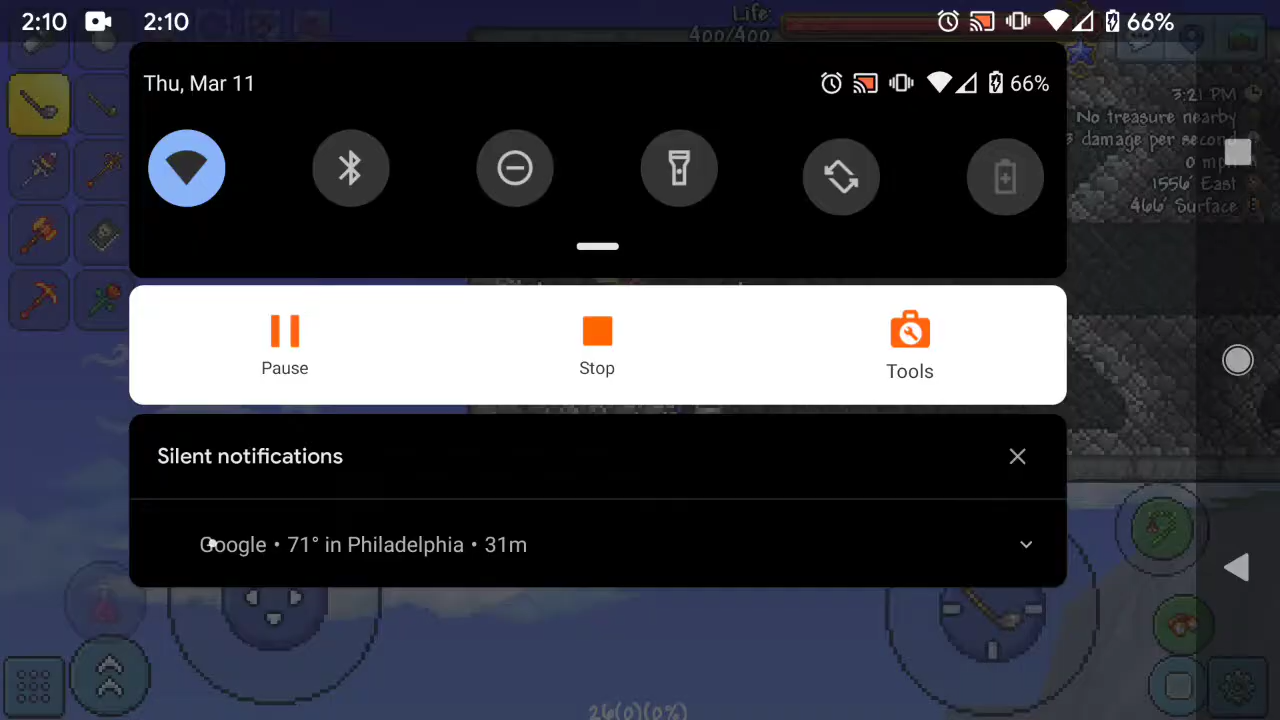 2:10 2:10 66%
Life:
400/400
Thu, Mar 11 66%
3:21 PM
No treasure nearby
3 damage per second
0 mph
1556' East
466' Surface
Pause Stop Tools
Silent notifications
Google • 71° in Philadelphia • 31m
26(0)(0%)